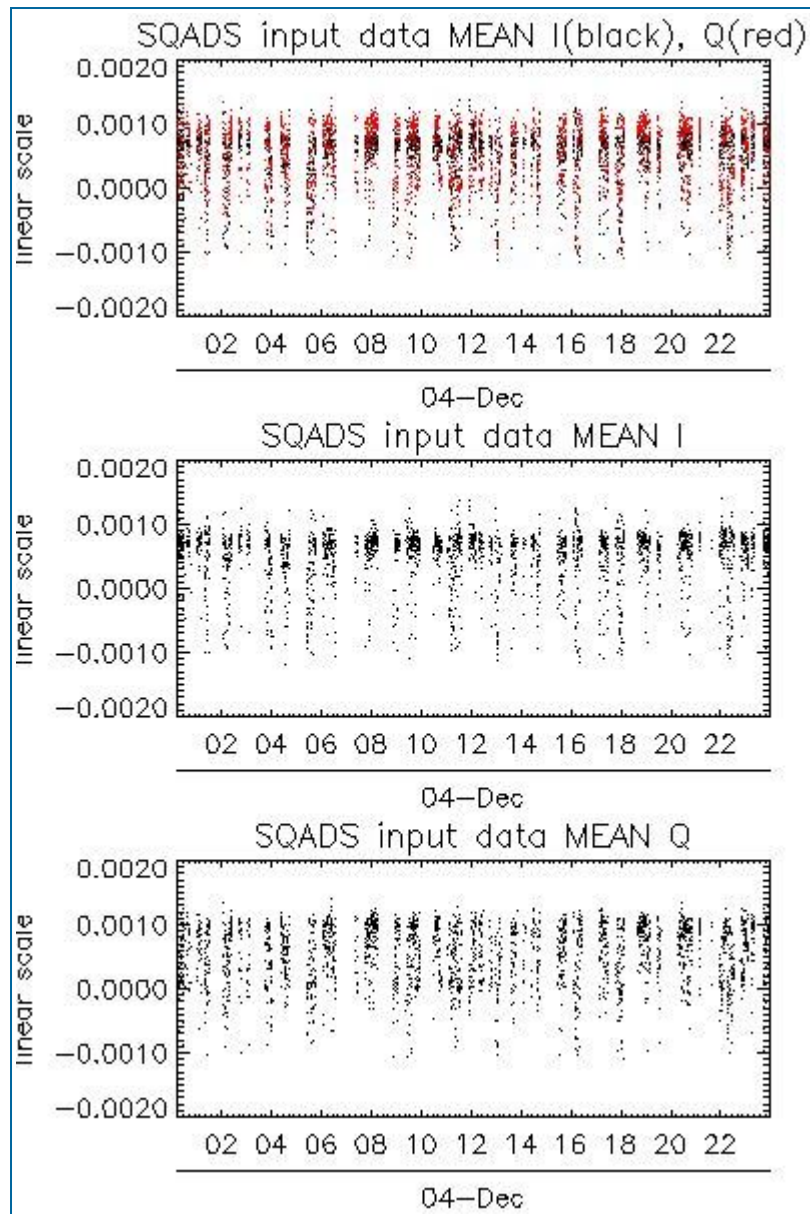 SQADS input data MEAN I(black), Q(red)
0.0020
0.0010
0.0000
−0.0010
−0.0020
linear scale
02 04 06 08 10 12 14 16 18 20 22
04−Dec
SQADS input data MEAN I
0.0020
0.0010
0.0000
−0.0010
−0.0020
linear scale
02 04 06 08 10 12 14 16 18 20 22
04−Dec
SQADS input data MEAN Q
0.0020
0.0010
0.0000
−0.0010
−0.0020
linear scale
02 04 06 08 10 12 14 16 18 20 22
04−Dec